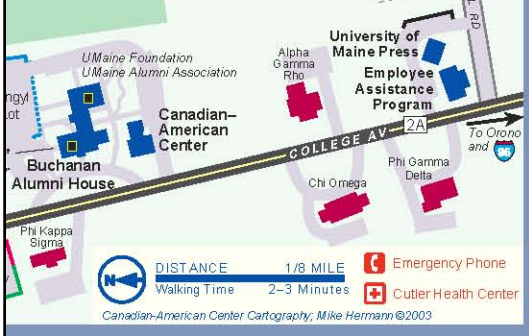 L RD
University of
Maine Press
UMaine Foundation
UMaine Alumni Association
Alpha
Gamma
Rho
Employee
Assistance
Program
ngyl
Lot
Canadian–
American
Center
2A
To Orono
and 95
COLLEGE AV
Buchanan
Alumni House
Phi Gamma
Delta
Chi Omega
Phi Kappa
Sigma
N
DISTANCE 1/8 MILE
Walking Time 2–3 Minutes
Emergency Phone
Cutler Health Center
Canadian-American Center Cartography; Mike Hermann©2003